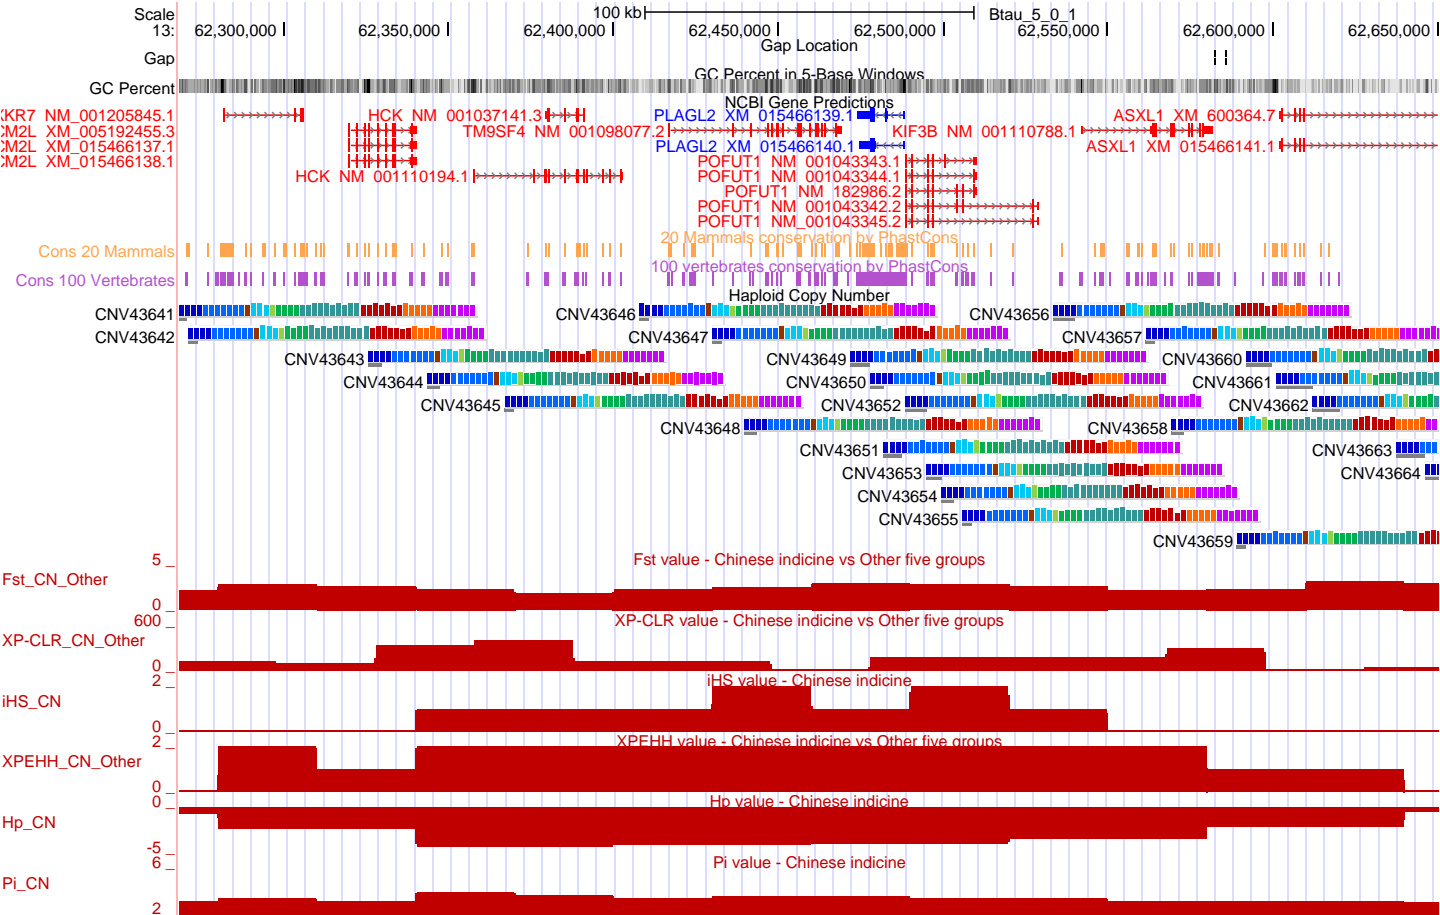 Scale 100 kb Btau_5_0_1
13: 62,300,000 62,350,000 62,400,000 62,450,000 62,500,000 62,550,000 62,600,000 62,650,000
Gap Location
Gap
GC Percent in 5-Base Windows
GC Percent
NCBI Gene Predictions
KR7 NM_001205845.1 HCK NM_001037141.3 PLAGL2 XM_015466139.1 ASXL1 XM_600364.7
M2L XM_005192455.3 TM9SF4 NM_001098077.2 KIF3B NM_001110788.1
M2L XM_015466137.1 PLAGL2 XM_015466140.1 ASXL1 XM_015466141.1
M2L XM_015466138.1 POFUT1 NM_001043343.1
HCK NM_001110194.1 POFUT1 NM_001043344.1
POFUT1 NM_182986.2
POFUT1 NM_001043342.2
POFUT1 NM_001043345.2
20 Mammals conservation by PhastCons
Cons 20 Mammals
100 vertebrates conservation by PhastCons
Cons 100 Vertebrates
Haploid Copy Number
CNV43641 CNV43646 CNV43656
CNV43642 CNV43647 CNV43657
CNV43643 CNV43649 CNV43660
CNV43644 CNV43650 CNV43661
CNV43645 CNV43652 CNV43662
CNV43648 CNV43658
CNV43651 CNV43663
CNV43653 CNV43664
CNV43654
CNV43655
CNV43659
5 _ Fst value - Chinese indicine vs Other five groups
Fst_CN_Other
0 _
600 _ XP-CLR value - Chinese indicine vs Other five groups
XP-CLR_CN_Other
0 _
2 _ iHS value - Chinese indicine
iHS_CN
0 _
2 _ XPEHH value - Chinese indicine vs Other five groups
XPEHH_CN_Other
0 _
0 _ Hp value - Chinese indicine
Hp_CN
-5 _
6 _ Pi value - Chinese indicine
Pi_CN
2